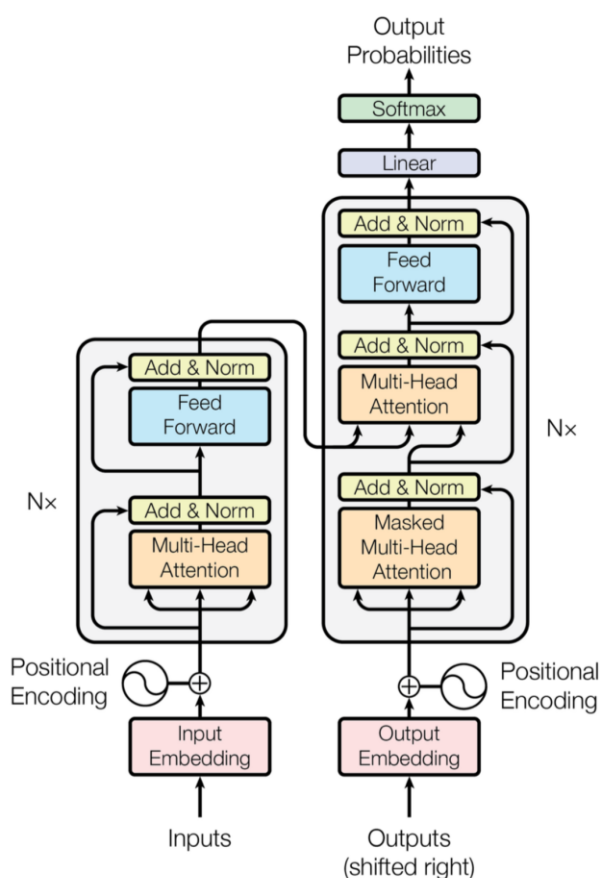 Output
Probabilities
Softmax
Linear
Add & Norm
Feed
Forward
Add & Norm
Multi-Head
Attention
Add & Norm
Masked
Multi-Head
Attention
N×
Add & Norm
Feed
Forward
Add & Norm
Multi-Head
Attention
N×
Positional
Encoding
Positional
Encoding
Input
Embedding
Output
Embedding
Inputs
Outputs
(shifted right)